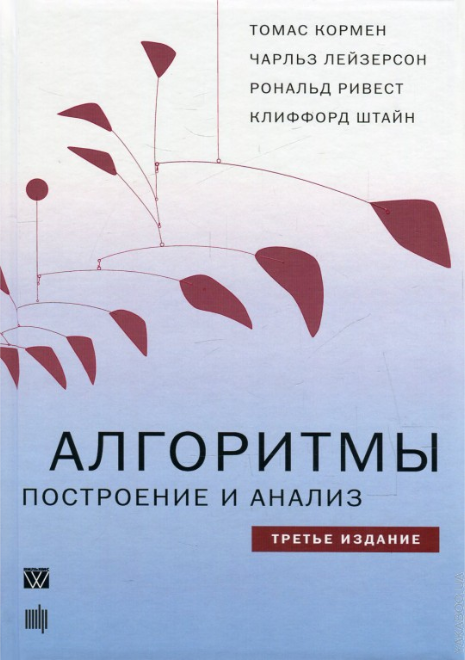 ТОМАС КОРМЕН
ЧАРЛЬЗ ЛЕЙЗЕРСОН
РОНАЛЬД РИВЕСТ
КЛИФФОРД ШТАЙН
АЛГОРИТМЫ
ПОСТРОЕНИЕ И АНАЛИЗ
ТРЕТЬЕ ИЗДАНИЕ
W